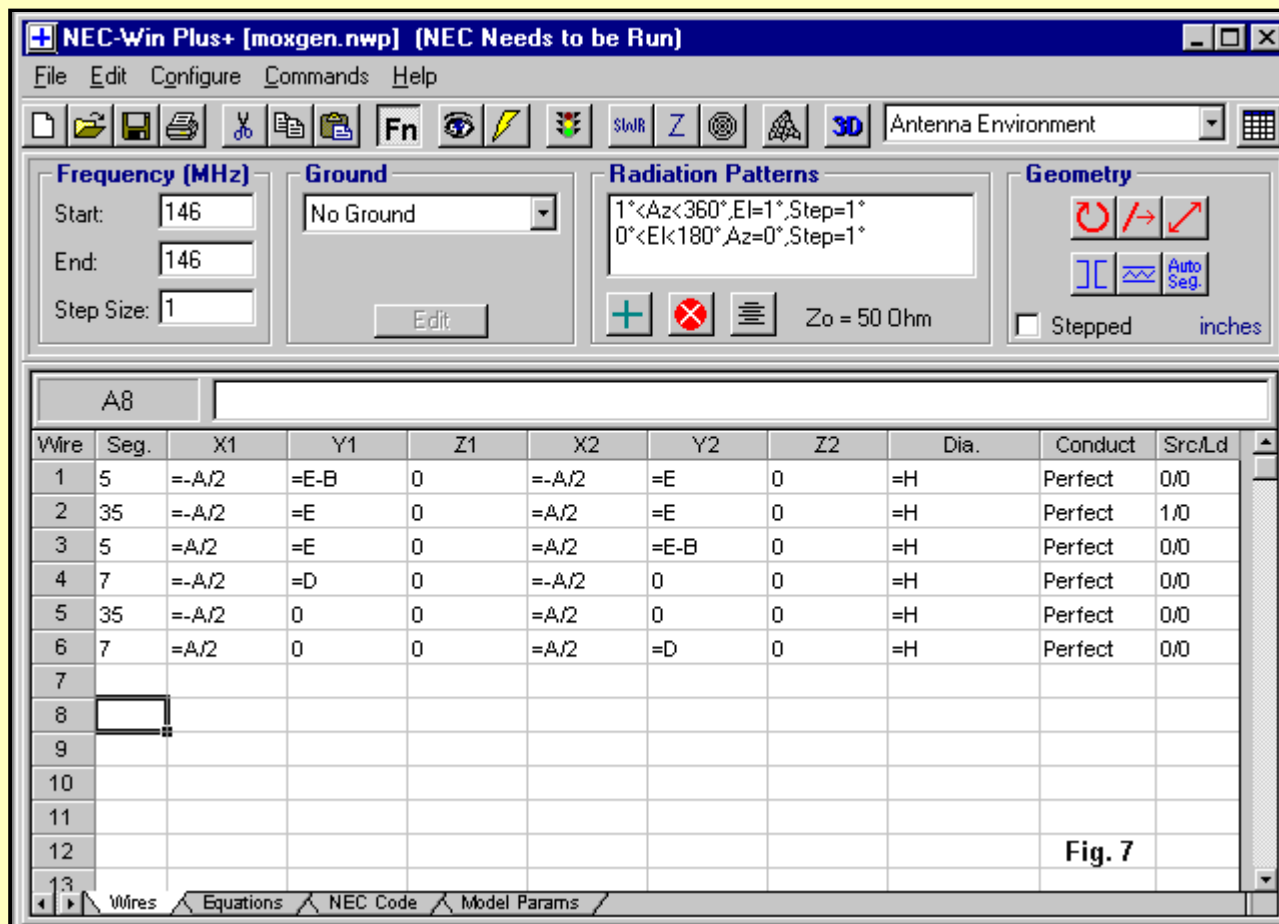 NEC-Win Plus+ [moxgen.nwp] (NEC Needs to be Run)
File Edit Configure Commands Help
Fn SWR Z 3D Antenna Environment
Frequency (MHz) Ground Radiation Patterns Geometry
Start: 146 No Ground 1°<Az<360°,El=1°,Step=1°
0°<El<180°,Az=0°,Step=1°
End: 146
Auto Seg.
Step Size: 1 Edit Zo = 50 Ohm Stepped inches
A8
Wire Seg. X1 Y1 Z1 X2 Y2 Z2 Dia. Conduct Src/Ld
1 5 =-A/2 =E-B 0 =-A/2 =E 0 =H Perfect 0/0
2 35 =-A/2 =E 0 =A/2 =E 0 =H Perfect 1/0
3 5 =A/2 =E 0 =A/2 =E-B 0 =H Perfect 0/0
4 7 =-A/2 =D 0 =-A/2 0 0 =H Perfect 0/0
5 35 =-A/2 0 0 =A/2 0 0 =H Perfect 0/0
6 7 =A/2 0 0 =A/2 =D 0 =H Perfect 0/0
7
8
9
10
11
12 Fig. 7
13
Wires Equations NEC Code Model Params